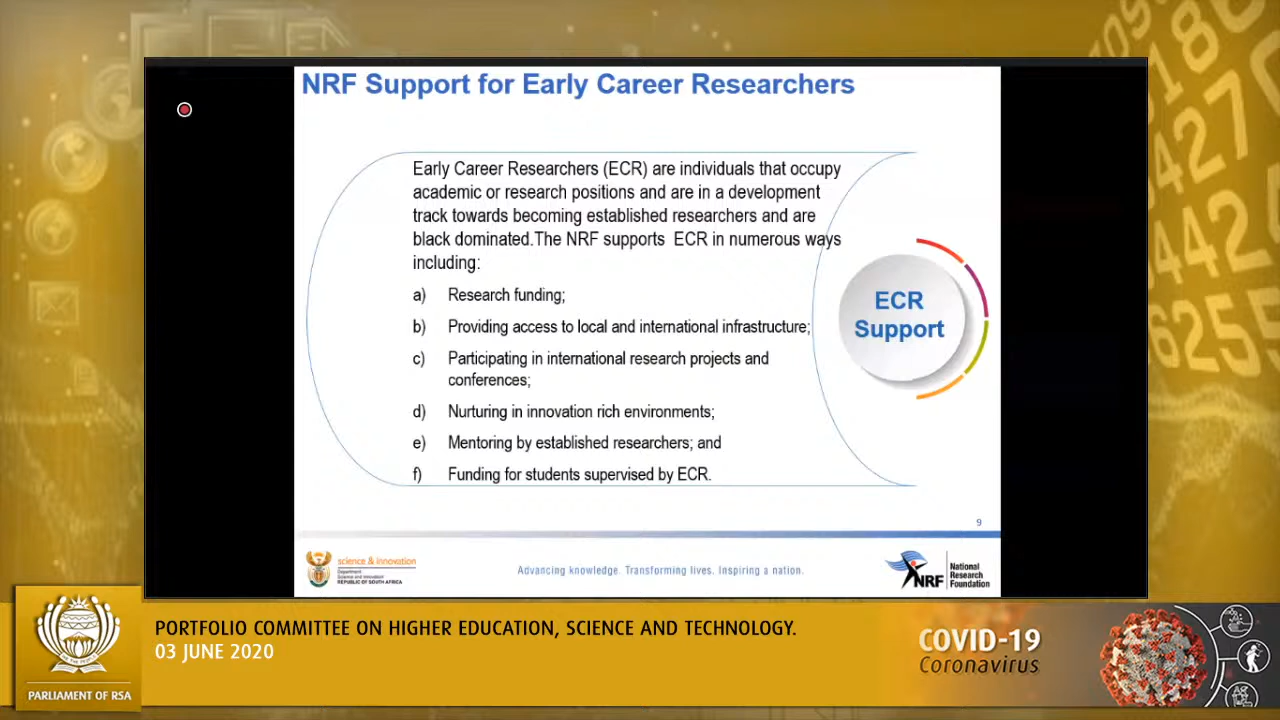 NRF Support for Early Career Researchers
Early Career Researchers (ECR) are individuals that occupy
academic or research positions and are in a development
track towards becoming established researchers and are
black dominated.The NRF supports ECR in numerous ways
including:
a) Research funding;
b) Providing access to local and international infrastructure;
c) Participating in international research projects and
conferences;
d) Nurturing in innovation rich environments;
e) Mentoring by established researchers; and
f) Funding for students supervised by ECR.
ECR
Support
9
science & innovation
Department:
Science and Innovation
REPUBLIC OF SOUTH AFRICA
Advancing knowledge. Transforming lives. Inspiring a nation.
NRF
National
Research
Foundation
PORTFOLIO COMMITTEE ON HIGHER EDUCATION, SCIENCE AND TECHNOLOGY.
03 JUNE 2020
PARLIAMENT OF RSA
COVID-19
Coronavirus